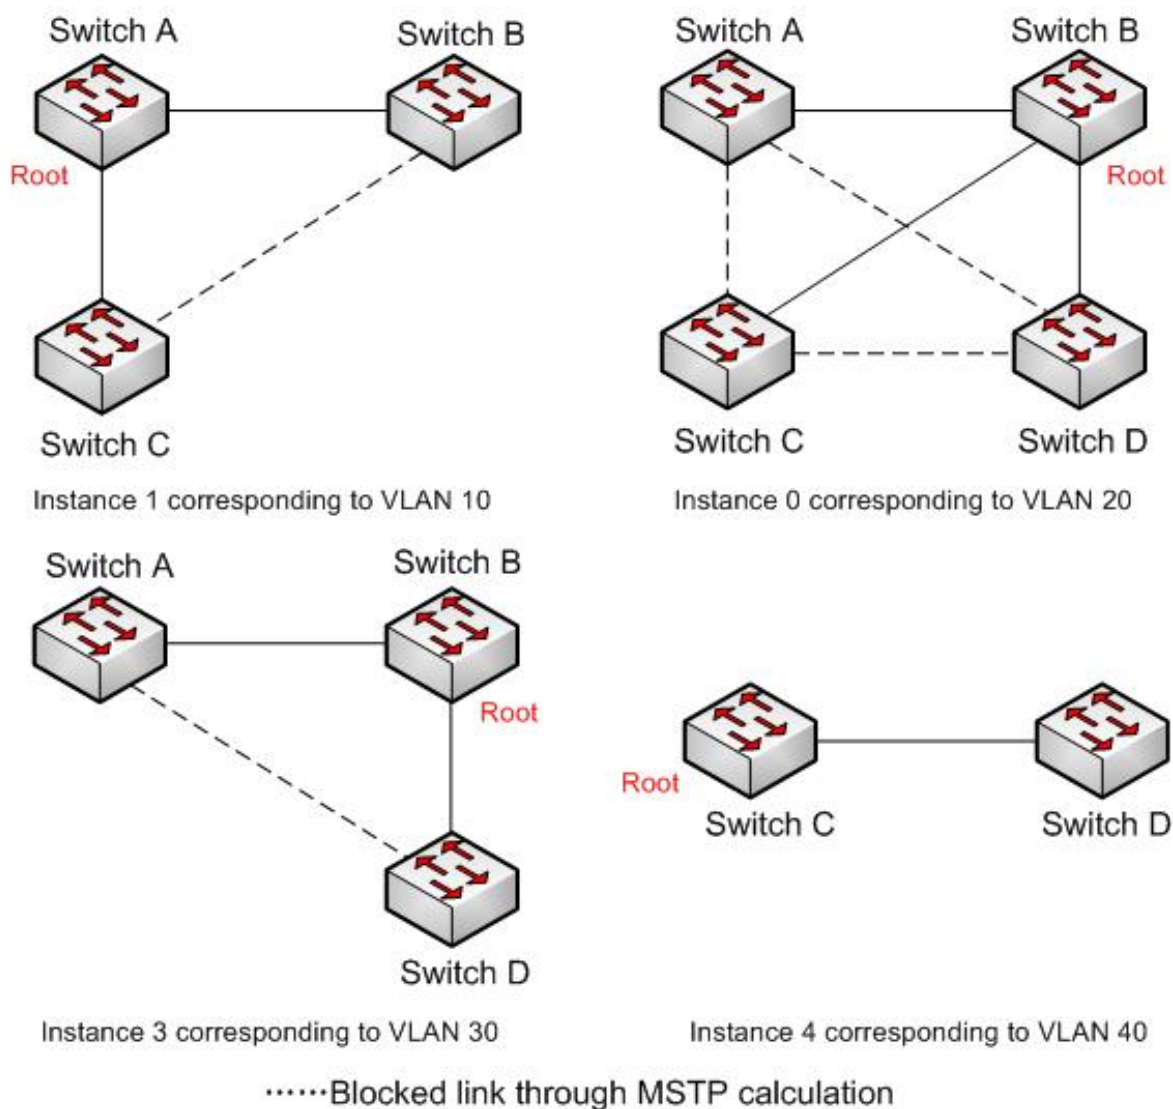 Switch A
Switch B
Root
Switch C
Instance 1 corresponding to VLAN 10
Switch A
Switch B
Root
Switch C
Switch D
Instance 0 corresponding to VLAN 20
Switch A
Switch B
Root
Switch D
Instance 3 corresponding to VLAN 30
Root
Switch C
Switch D
Instance 4 corresponding to VLAN 40
Blocked link through MSTP calculation